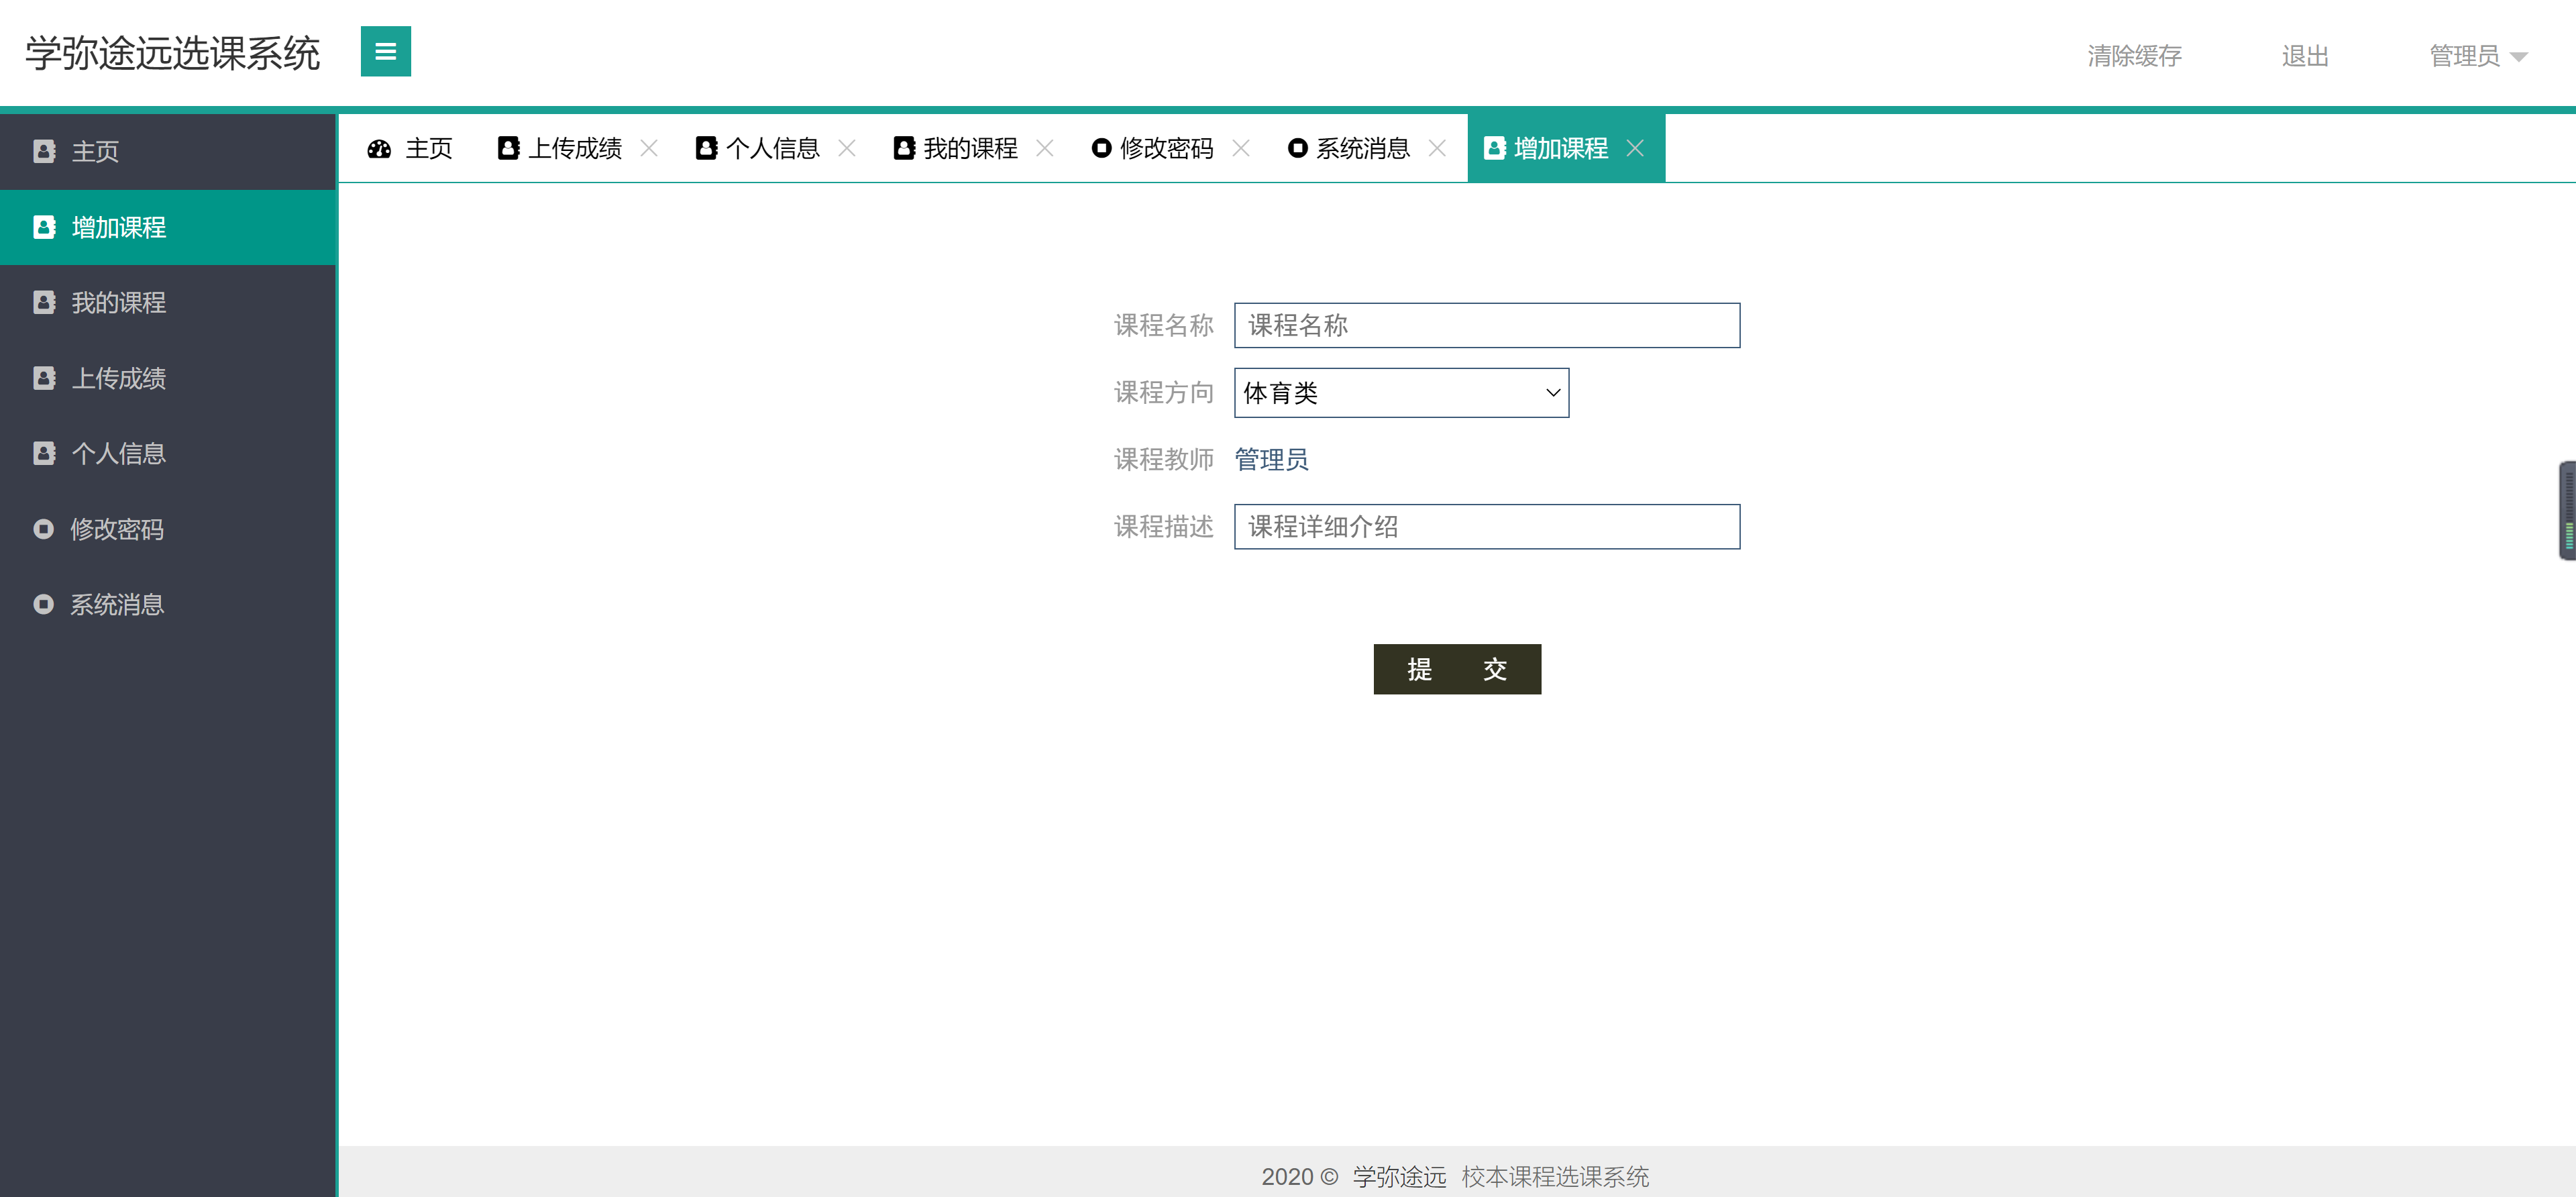 学弥途远选课系统
清除缓存 退出 管理员
主页
增加课程
我的课程
上传成绩
个人信息
修改密码
系统消息
主页 上传成绩 个人信息 我的课程 修改密码 系统消息 增加课程
课程名称 课程名称
课程方向 体育类
课程教师 管理员
课程描述 课程详细介绍
提 交
2020 © 学弥途远 校本课程选课系统